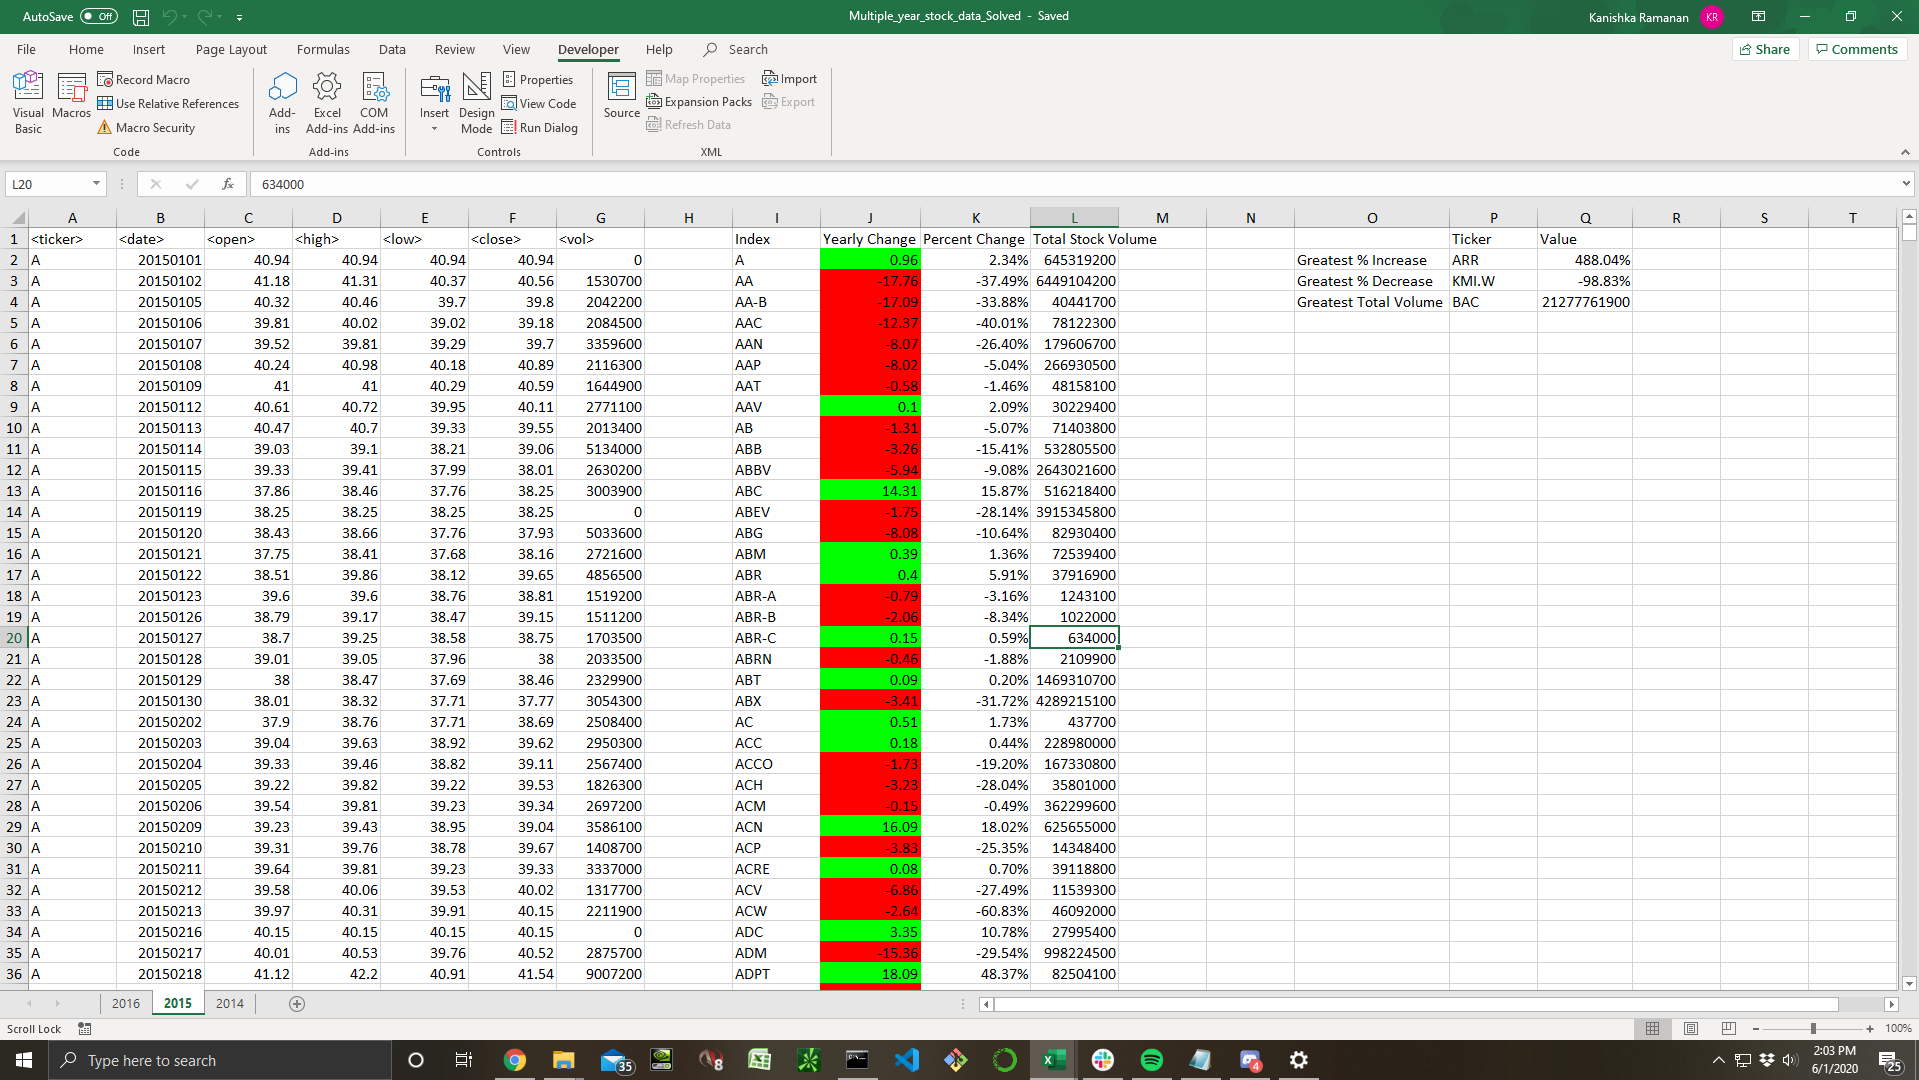 AutoSave Off
Multiple_year_stock_data_Solved - Saved
Kanishka Ramanan KR
File Home Insert Page Layout Formulas Data Review View Developer Help Search Share Comments
Visual Basic
Macros
Record Macro
Use Relative References
Macro Security
Code
Add-ins
Excel Add-ins
COM Add-ins
Add-ins
Insert
Design Mode
Properties
View Code
Run Dialog
Controls
Source
Map Properties
Expansion Packs
Refresh Data
Import
Export
XML
L20 fx 634000
A B C D E F G H I J K L M N O P Q R S T
1 <ticker> <date> <open> <high> <low> <close> <vol> Index Yearly Change Percent Change Total Stock Volume Ticker Value
2 A 20150101 40.94 40.94 40.94 40.94 0 A 0.96 2.34% 645319200 Greatest % Increase ARR 488.04%
3 A 20150102 41.18 41.31 40.37 40.56 1530700 AA -17.76 -37.49% 6449104200 Greatest % Decrease KMI.W -98.83%
4 A 20150105 40.32 40.46 39.7 39.8 2042200 AA-B -17.09 -33.88% 40441700 Greatest Total Volume BAC 21277761900
5 A 20150106 39.81 40.02 39.02 39.18 2084500 AAC -12.37 -40.01% 78122300
6 A 20150107 39.52 39.81 39.29 39.7 3359600 AAN -8.07 -26.40% 179606700
7 A 20150108 40.24 40.98 40.18 40.89 2116300 AAP -8.02 -5.04% 266930500
8 A 20150109 41 41 40.29 40.59 1644900 AAT -0.58 -1.46% 48158100
9 A 20150112 40.61 40.72 39.95 40.11 2771100 AAV 0.1 2.09% 30229400
10 A 20150113 40.47 40.7 39.33 39.55 2013400 AB -1.31 -5.07% 71403800
11 A 20150114 39.03 39.1 38.21 39.06 5134000 ABB -3.26 -15.41% 532805500
12 A 20150115 39.33 39.41 37.99 38.01 2630200 ABBV -5.94 -9.08% 2643021600
13 A 20150116 37.86 38.46 37.76 38.25 3003900 ABC 14.31 15.87% 516218400
14 A 20150119 38.25 38.25 38.25 38.25 0 ABEV -1.75 -28.14% 3915345800
15 A 20150120 38.43 38.66 37.76 37.93 5033600 ABG -8.08 -10.64% 82930400
16 A 20150121 37.75 38.41 37.68 38.16 2721600 ABM 0.39 1.36% 72539400
17 A 20150122 38.51 39.86 38.12 39.65 4856500 ABR 0.4 5.91% 37916900
18 A 20150123 39.6 39.6 38.76 38.81 1519200 ABR-A -0.79 -3.16% 1243100
19 A 20150126 38.79 39.17 38.47 39.15 1511200 ABR-B -2.06 -8.34% 1022000
20 A 20150127 38.7 39.25 38.58 38.75 1703500 ABR-C 0.15 0.59% 634000
21 A 20150128 39.01 39.05 37.96 38 2033500 ABRN -0.46 -1.88% 2109900
22 A 20150129 38 38.47 37.69 38.46 2329900 ABT 0.09 0.20% 1469310700
23 A 20150130 38.01 38.32 37.71 37.77 3054300 ABX -3.41 -31.72% 4289215100
24 A 20150202 37.9 38.76 37.71 38.69 2508400 AC 0.51 1.73% 437700
25 A 20150203 39.04 39.63 38.92 39.62 2950300 ACC 0.18 0.44% 228980000
26 A 20150204 39.33 39.46 38.82 39.11 2567400 ACCO -1.73 -19.20% 167330800
27 A 20150205 39.22 39.82 39.22 39.53 1826300 ACH -3.23 -28.04% 35801000
28 A 20150206 39.54 39.81 39.23 39.34 2697200 ACM -0.15 -0.49% 362299600
29 A 20150209 39.23 39.43 38.95 39.04 3586100 ACN 16.09 18.02% 625655000
30 A 20150210 39.31 39.76 38.78 39.67 1408700 ACP -3.83 -25.35% 14348400
31 A 20150211 39.64 39.81 39.23 39.33 3337000 ACRE 0.08 0.70% 39118800
32 A 20150212 39.58 40.06 39.53 40.02 1317700 ACV -6.86 -27.49% 11539300
33 A 20150213 39.97 40.31 39.91 40.15 2211900 ACW -2.64 -60.83% 46092000
34 A 20150216 40.15 40.15 40.15 40.15 0 ADC 3.35 10.78% 27995400
35 A 20150217 40.01 40.53 39.76 40.52 2875700 ADM -15.36 -29.54% 998224500
36 A 20150218 41.12 42.2 40.91 41.54 9007200 ADPT 18.09 48.37% 82504100
2016 2015 2014
Scroll Lock 100%
Type here to search 35 8 4 2:03 PM
6/1/2020 25